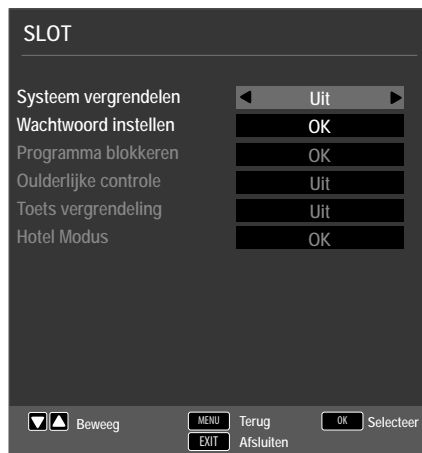 SLOT
Systeem vergrendelen Uit
Wachtwoord instellen OK
Programma blokkeren OK
Oulderlijke controle Uit
Toets vergrendeling Uit
Hotel Modus OK
Beweeg MENU Terug OK Selecteer
EXIT Afsluiten